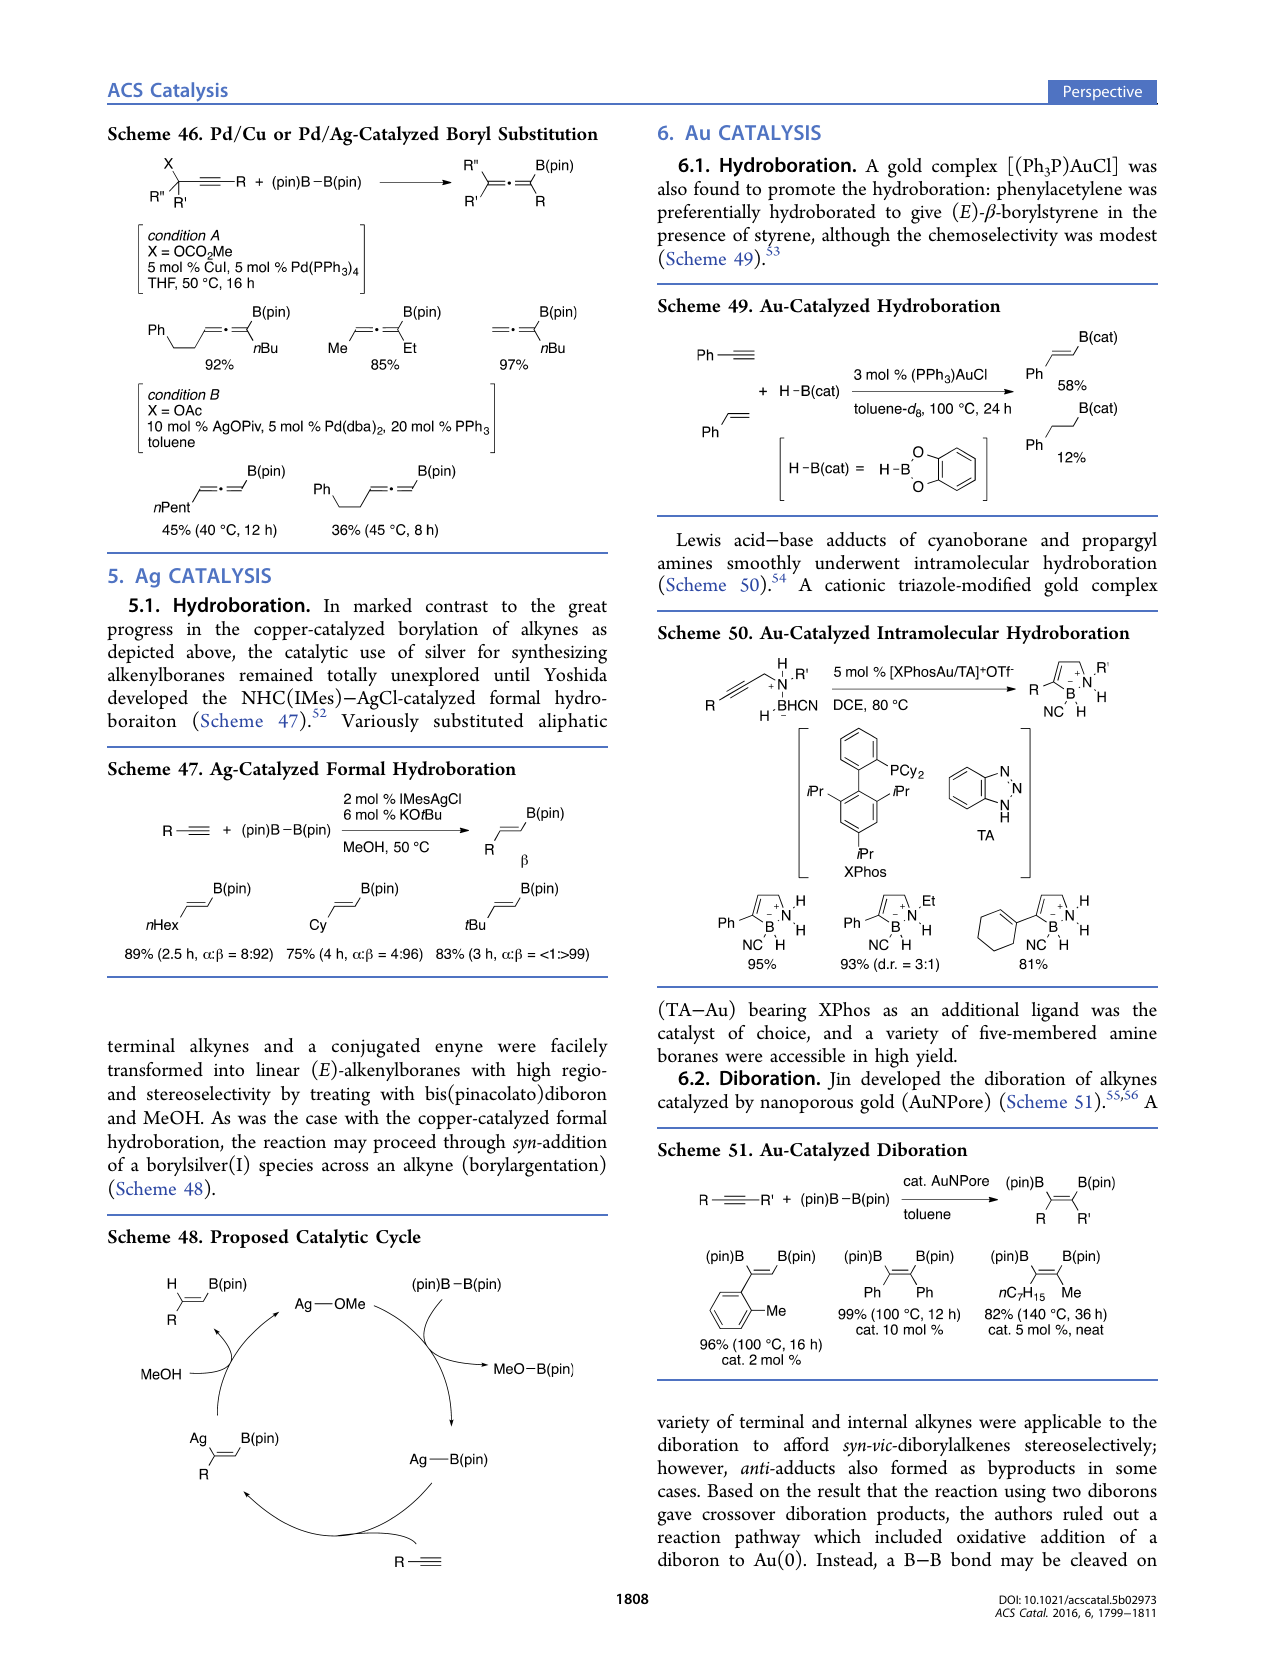 ACS Catalysis
Perspective
Scheme 46. Pd/Cu or Pd/Ag-Catalyzed Boryl Substitution
X
R" R'
R + (pin)B–B(pin)
R" B(pin)
R' R
condition A
X = OCO2Me
5 mol % CuI, 5 mol % Pd(PPh3)4
THF, 50 °C, 16 h
Ph B(pin) nBu
92%
Me B(pin) Et
85%
B(pin) nBu
97%
condition B
X = OAc
10 mol % AgOPiv, 5 mol % Pd(dba)2, 20 mol % PPh3
toluene
nPent B(pin)
45% (40 °C, 12 h)
Ph B(pin)
36% (45 °C, 8 h)
5. Ag CATALYSIS
5.1. Hydroboration. In marked contrast to the great
progress in the copper-catalyzed borylation of alkynes as
depicted above, the catalytic use of silver for synthesizing
alkenylboranes remained totally unexplored until Yoshida
developed the NHC(IMes)−AgCl-catalyzed formal hydro-
boraiton (Scheme 47).52 Variously substituted aliphatic
Scheme 47. Ag-Catalyzed Formal Hydroboration
R + (pin)B–B(pin)
2 mol % IMesAgCl
6 mol % KOtBu
MeOH, 50 °C
B(pin)
R β
B(pin) B(pin) B(pin)
nHex Cy tBu
89% (2.5 h, α:β = 8:92) 75% (4 h, α:β = 4:96) 83% (3 h, α:β = <1:>99)
terminal alkynes and a conjugated enyne were facilely
transformed into linear (E)-alkenylboranes with high regio-
and stereoselectivity by treating with bis(pinacolato)diboron
and MeOH. As was the case with the copper-catalyzed formal
hydroboration, the reaction may proceed through syn-addition
of a borylsilver(I) species across an alkyne (borylargentation)
(Scheme 48).
Scheme 48. Proposed Catalytic Cycle
H B(pin)
R
Ag—OMe
(pin)B–B(pin)
MeOH
MeO–B(pin)
Ag B(pin)
R
Ag—B(pin)
R
6. Au CATALYSIS
6.1. Hydroboration. A gold complex [(Ph3P)AuCl] was
also found to promote the hydroboration: phenylacetylene was
preferentially hydroborated to give (E)-β-borylstyrene in the
presence of styrene, although the chemoselectivity was modest
(Scheme 49).53
Scheme 49. Au-Catalyzed Hydroboration
Ph
Ph
+ H–B(cat)
3 mol % (PPh3)AuCl
toluene-d8, 100 °C, 24 h
B(cat)
Ph
58%
B(cat)
Ph
12%
H–B(cat) = H–B O O
Lewis acid−base adducts of cyanoborane and propargyl
amines smoothly underwent intramolecular hydroboration
(Scheme 50).54 A cationic triazole-modified gold complex
Scheme 50. Au-Catalyzed Intramolecular Hydroboration
H
+N R'
R
H BHCN
−
5 mol % [XPhosAu/TA]+OTf-
DCE, 80 °C
R B − + N R' H
NC H
PCy2
iPr iPr
iPr
XPhos
N
N
N
H
TA
Ph B − + N H H
NC H
95%
Ph B − + N Et H
NC H
93% (d.r. = 3:1)
B − + N H H
NC H
81%
(TA−Au) bearing XPhos as an additional ligand was the
catalyst of choice, and a variety of five-membered amine
boranes were accessible in high yield.
6.2. Diboration. Jin developed the diboration of alkynes
catalyzed by nanoporous gold (AuNPore) (Scheme 51).55,56 A
Scheme 51. Au-Catalyzed Diboration
R R' + (pin)B–B(pin)
cat. AuNPore
toluene
(pin)B B(pin)
R R'
(pin)B B(pin)
Me
96% (100 °C, 16 h)
cat. 2 mol %
(pin)B B(pin)
Ph Ph
99% (100 °C, 12 h)
cat. 10 mol %
(pin)B B(pin)
nC7H15 Me
82% (140 °C, 36 h)
cat. 5 mol %, neat
variety of terminal and internal alkynes were applicable to the
diboration to afford syn-vic-diborylalkenes stereoselectively;
however, anti-adducts also formed as byproducts in some
cases. Based on the result that the reaction using two diborons
gave crossover diboration products, the authors ruled out a
reaction pathway which included oxidative addition of a
diboron to Au(0). Instead, a B−B bond may be cleaved on
1808
DOI: 10.1021/acscatal.5b02973
ACS Catal. 2016, 6, 1799−1811